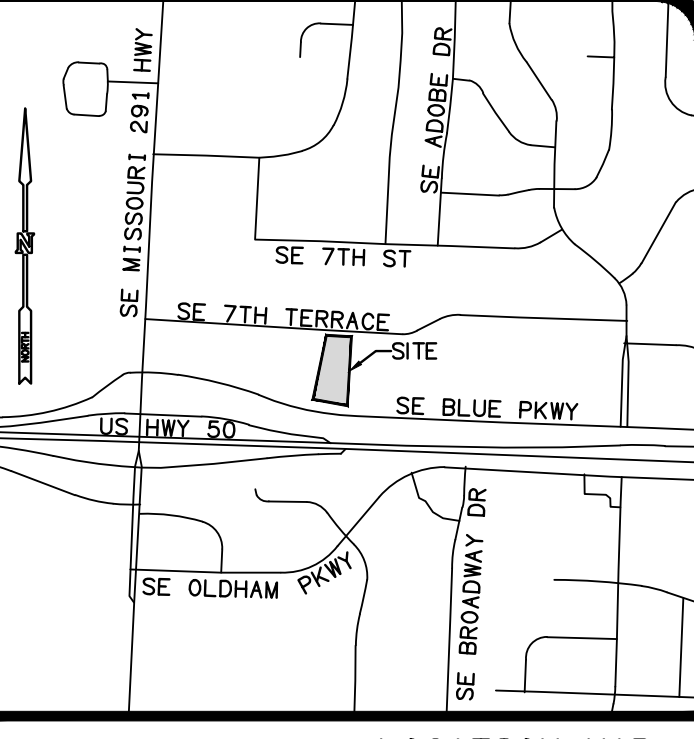 SE MISSOURI 291 HWY
SE ADOBE DR
N
NORTH
SE 7TH ST
SE 7TH TERRACE
SITE
SE BLUE PKWY
US HWY 50
SE OLDHAM PKWY
SE BROADWAY DR